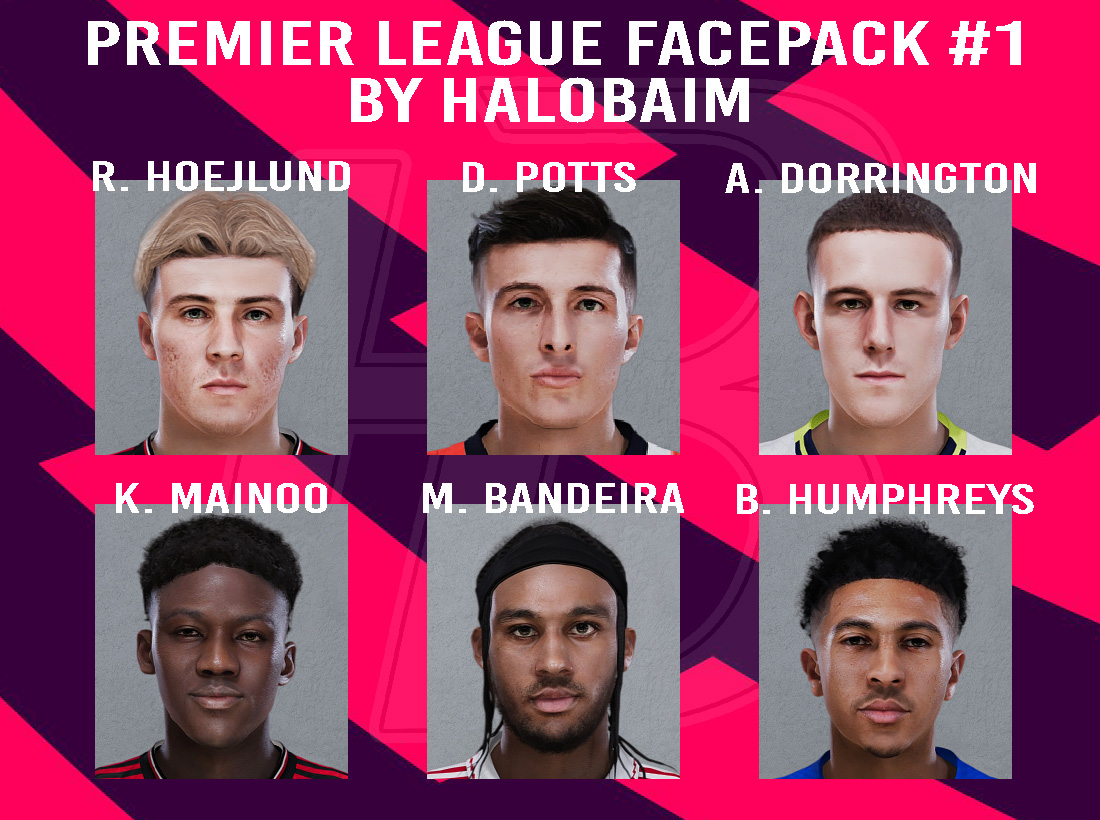 PREMIER LEAGUE FACEPACK #1
BY HALOBAIM
R. HOEJLUND
D. POTTS
A. DORRINGTON
K. MAINOO
M. BANDEIRA
B. HUMPHREYS